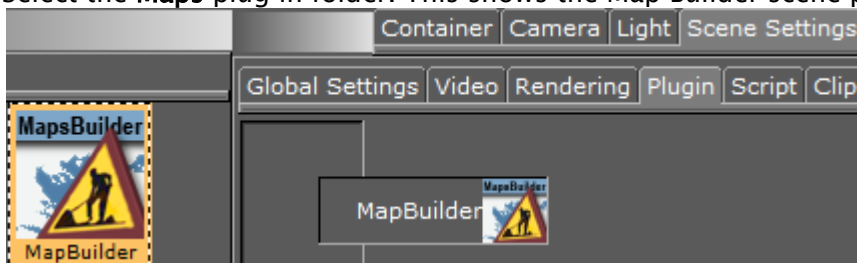 Select the Maps plug-in folder. This shows the Map Builder scene p
Container Camera Light Scene Settings
Global Settings Video Rendering Plugin Script Clip
MapsBuilder
MapsBuilder
MapBuilder
MapBuilder